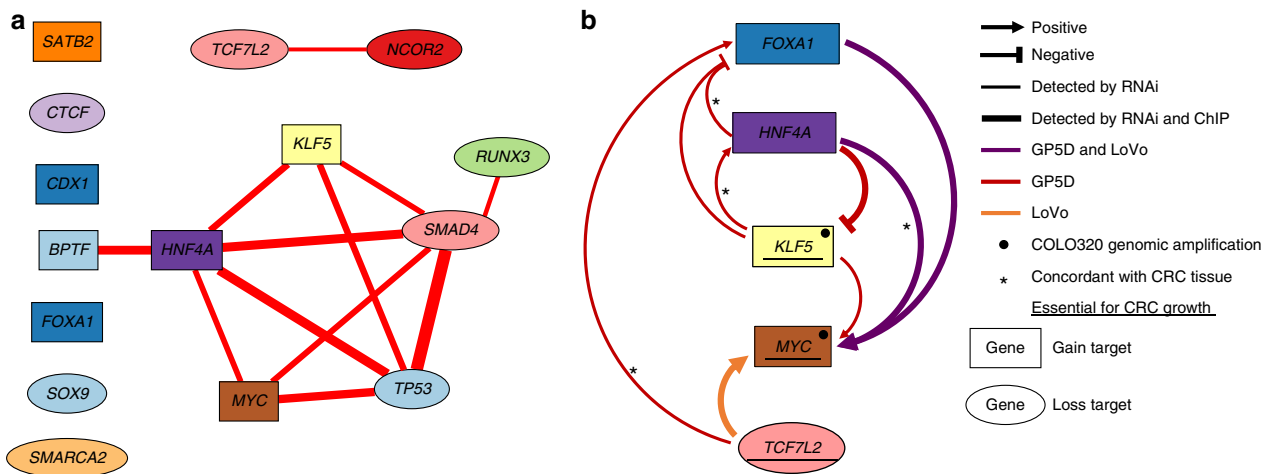 a
SATB2
TCF7L2
NCOR2
CTCF
KLF5
RUNX3
CDX1
SMAD4
BPTF
HNF4A
FOXA1
SOX9
MYC
TP53
SMARCA2
b
FOXA1
*
HNF4A
*
KLF5
*
MYC
*
TCF7L2
Positive
Negative
Detected by RNAi
Detected by RNAi and ChIP
GP5D and LoVo
GP5D
LoVo
COLO320 genomic amplification
* Concordant with CRC tissue
Essential for CRC growth
Gene Gain target
Gene Loss target